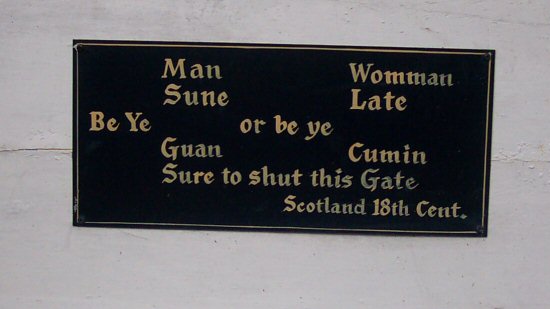 Man Womman
Sune Late
Be Ye or be ye
Guan Cumin
Sure to shut this Gate
Scotland 18th Cent.